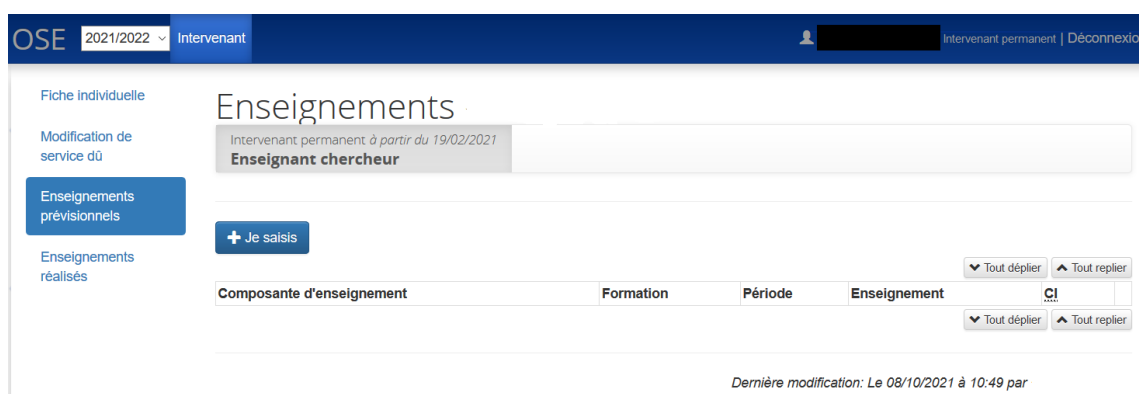 OSE 2021/2022 Intervenant Intervenant permanent | Déconnexio
Fiche individuelle
Modification de
service dû
Enseignements
prévisionnels
Enseignements
réalisés
Enseignements
Intervenant permanent à partir du 19/02/2021
Enseignant chercheur
Je saisis
Tout déplier Tout replier
Composante d'enseignement Formation Période Enseignement CI
Tout déplier Tout replier
Dernière modification: Le 08/10/2021 à 10:49 par